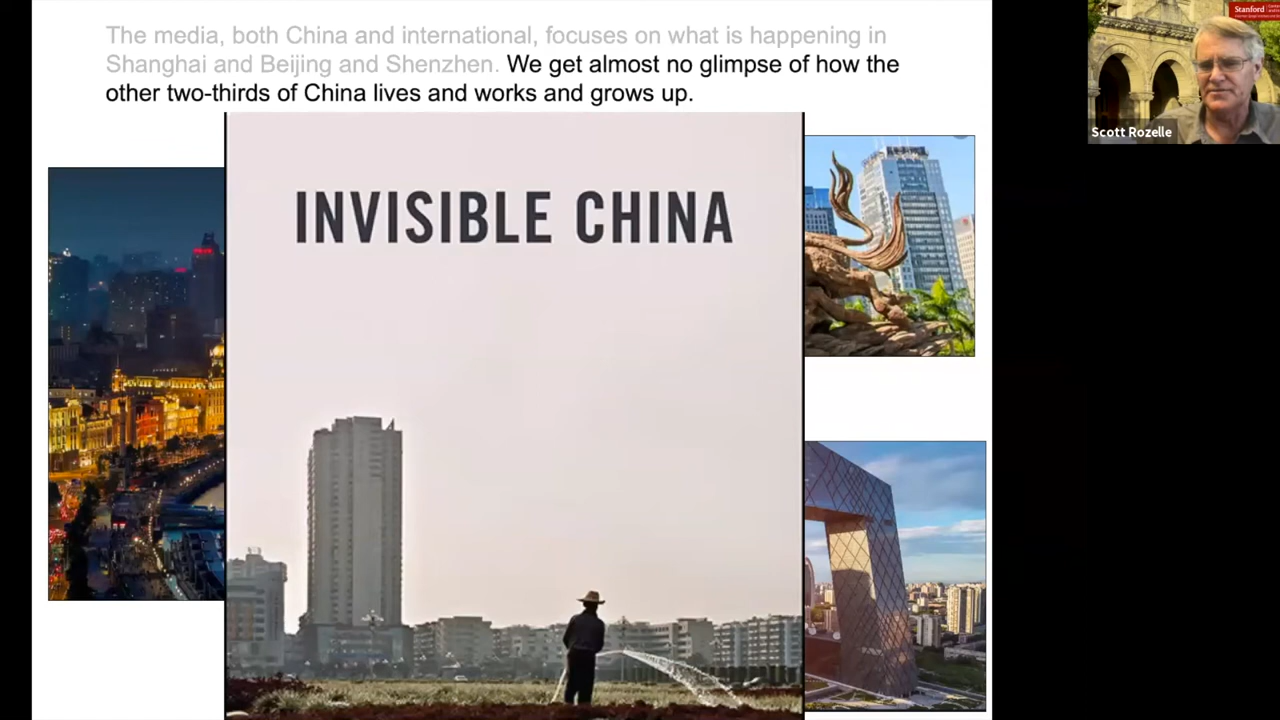 The media, both China and international, focuses on what is happening in
Shanghai and Beijing and Shenzhen. We get almost no glimpse of how the
other two-thirds of China lives and works and grows up.
INVISIBLE CHINA
Stanford
Scott Rozelle